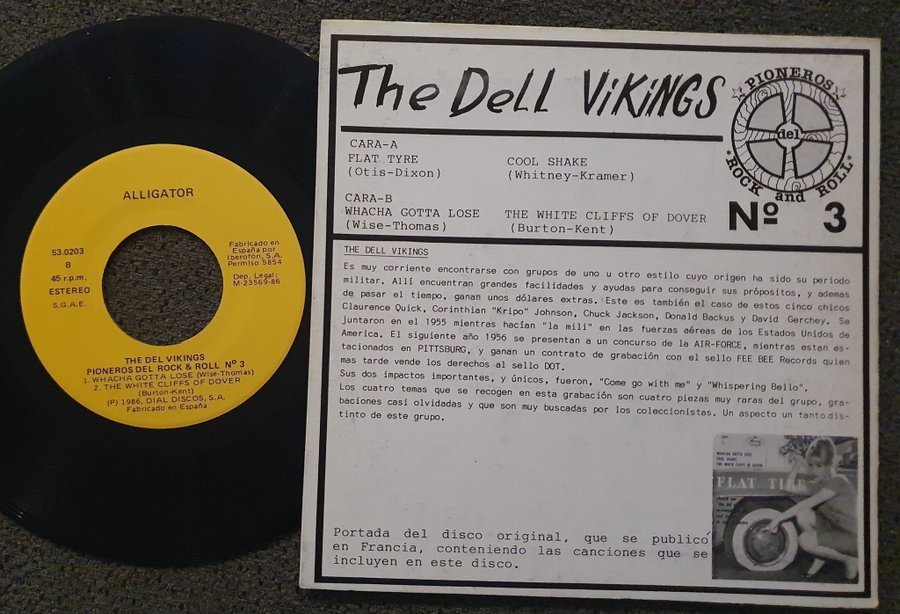 ALLIGATOR
53.0203
B
45 r.p.m.
ESTEREO
S.G.A.E.
Fabricado en
España por
Iberofon, S.A.
Permiso 5854
Dep. Legal:
M-23569-86
THE DEL VIKINGS
PIONEROS DEL ROCK & ROLL Nº 3
1. WHACHA GOTTA LOSE (Wise-Thomas)
2. THE WHITE CLIFFS OF DOVER
(Burton-Kent)
(P) 1986, DIAL DISCOS, S.A.
Fabricado en España
The Dell Vikings
PIONEROS
del
ROCK and ROLL
Nº 3
CARA-A
FLAT TYRE
(Otis-Dixon)
COOL SHAKE
(Whitney-Kramer)
CARA-B
WHACHA GOTTA LOSE
(Wise-Thomas)
THE WHITE CLIFFS OF DOVER
(Burton-Kent)
THE DELL VIKINGS
Es muy corriente encontrarse con grupos de uno u otro estilo cuyo origen ha sido su periodo
militar. Allí encuentran grandes facilidades y ayudas para conseguir sus própositos, y ademas
de pasar el tiempo, ganan unos dólares extras. Este es también el caso de estos cinco chicos
Claurence Quick, Corinthian "Kripo" Johnson, Chuck Jackson, Donald Backus y David Gerchey. Se
juntaron en el 1955 mientras hacían "la mili" en las fuerzas aéreas de los Estados Unidos de
America. El siguiente año 1956 se presentan a un concurso de la AIR-FORCE, mientras estan es-
tacionados en PITTSBURG, y ganan un contrato de grabación con el sello FEE BEE Records quien
mas tarde vende los derechos al sello DOT.
Sus dos impactos importantes, y únicos, fueron, "Come go with me" y "Whispering Bello".
Los cuatro temas que se recogen en esta grabación son cuatro piezas muy raras del grupo, gra-
baciones casi olvidadas y que son muy buscadas por los coleccionistas. Un aspecto un tanto dis-
tinto de este grupo.
WHATCHA GOTTA LOSE
COOL SHAKE
THE WHITE CLIFFS OF DOVER
FLAT TIRE
Portada del disco original, que se publicó
en Francia, conteniendo las canciones que se
incluyen en este disco.